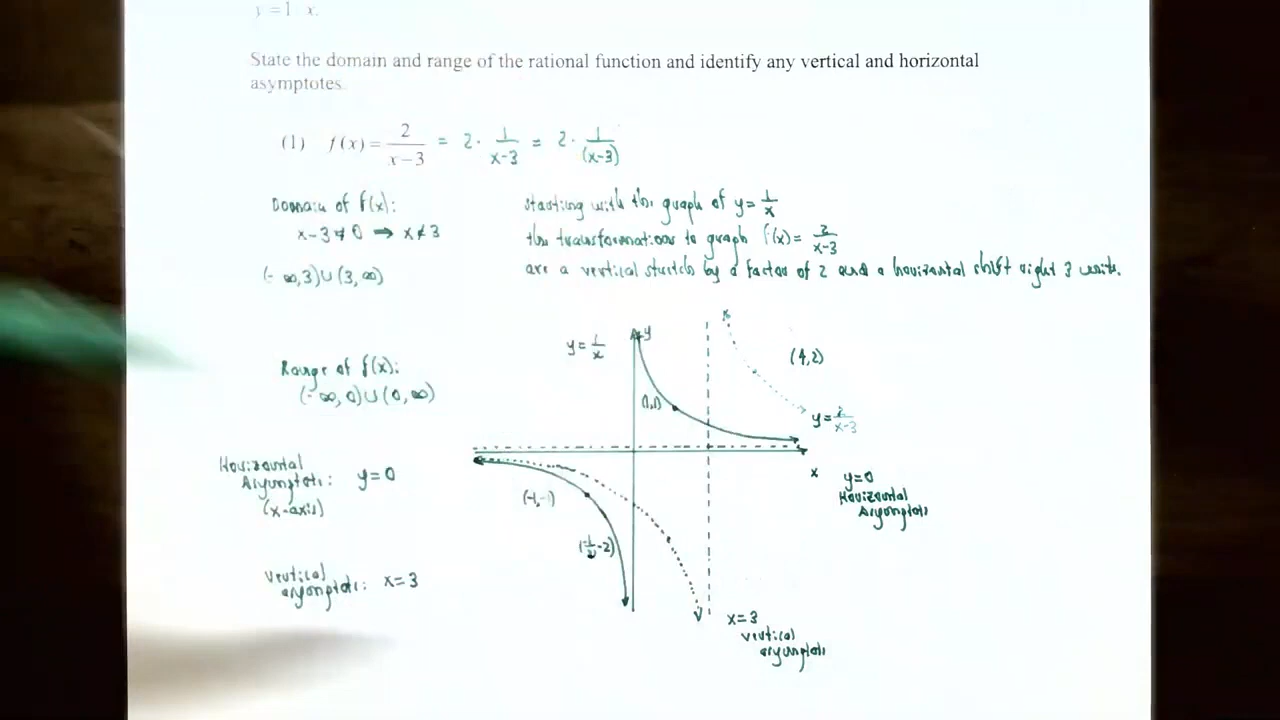 y = 1 x.
State the domain and range of the rational function and identify any vertical and horizontal
asymptotes.
(1) f(x) = 2/(x−3) = 2 · 1/(x-3) = 2 · 1/(x-3)
Domain of f(x):
x-3 ≠ 0 → x ≠ 3
(-∞,3)∪(3,∞)
starting with the graph of y = 1/x
the transformations to graph f(x) = 2/(x-3)
are a vertical stretch by a factor of 2 and a horizontal shift right 3 units.
Range of f(x):
(-∞,0)∪(0,∞)
Horizontal
Asymptote: y=0
(x-axis)
Vertical
asymptote: x=3
y = 1/x
y
(4,2)
(1,1)
y = 2/(x-3)
x
y=0
Horizontal
Asymptote
(-1,-1)
x=3
vertical
asymptote